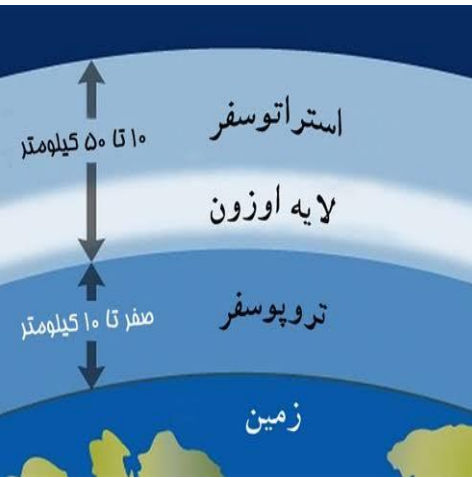 استراتوسفر
۱۰ تا ۵۰ کیلومتر
لایه اوزون
تروپوسفر
صفر تا ۱۰ کیلومتر
زمین